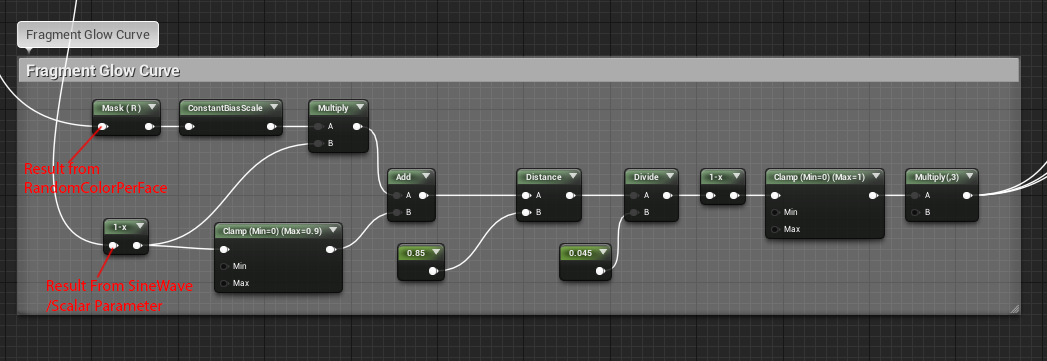 Fragment Glow Curve
Fragment Glow Curve
Mask ( R )
ConstantBiasScale
Multiply
A
B
Result from
RandomColorPerFace
Add
A
B
Distance
A
B
Divide
A
B
1-x
Clamp (Min=0) (Max=1)
Min
Max
Multiply(,3)
A
B
1-x
Clamp (Min=0) (Max=0.9)
Min
Max
0.85
0.045
Result From SineWave
/Scalar Parameter